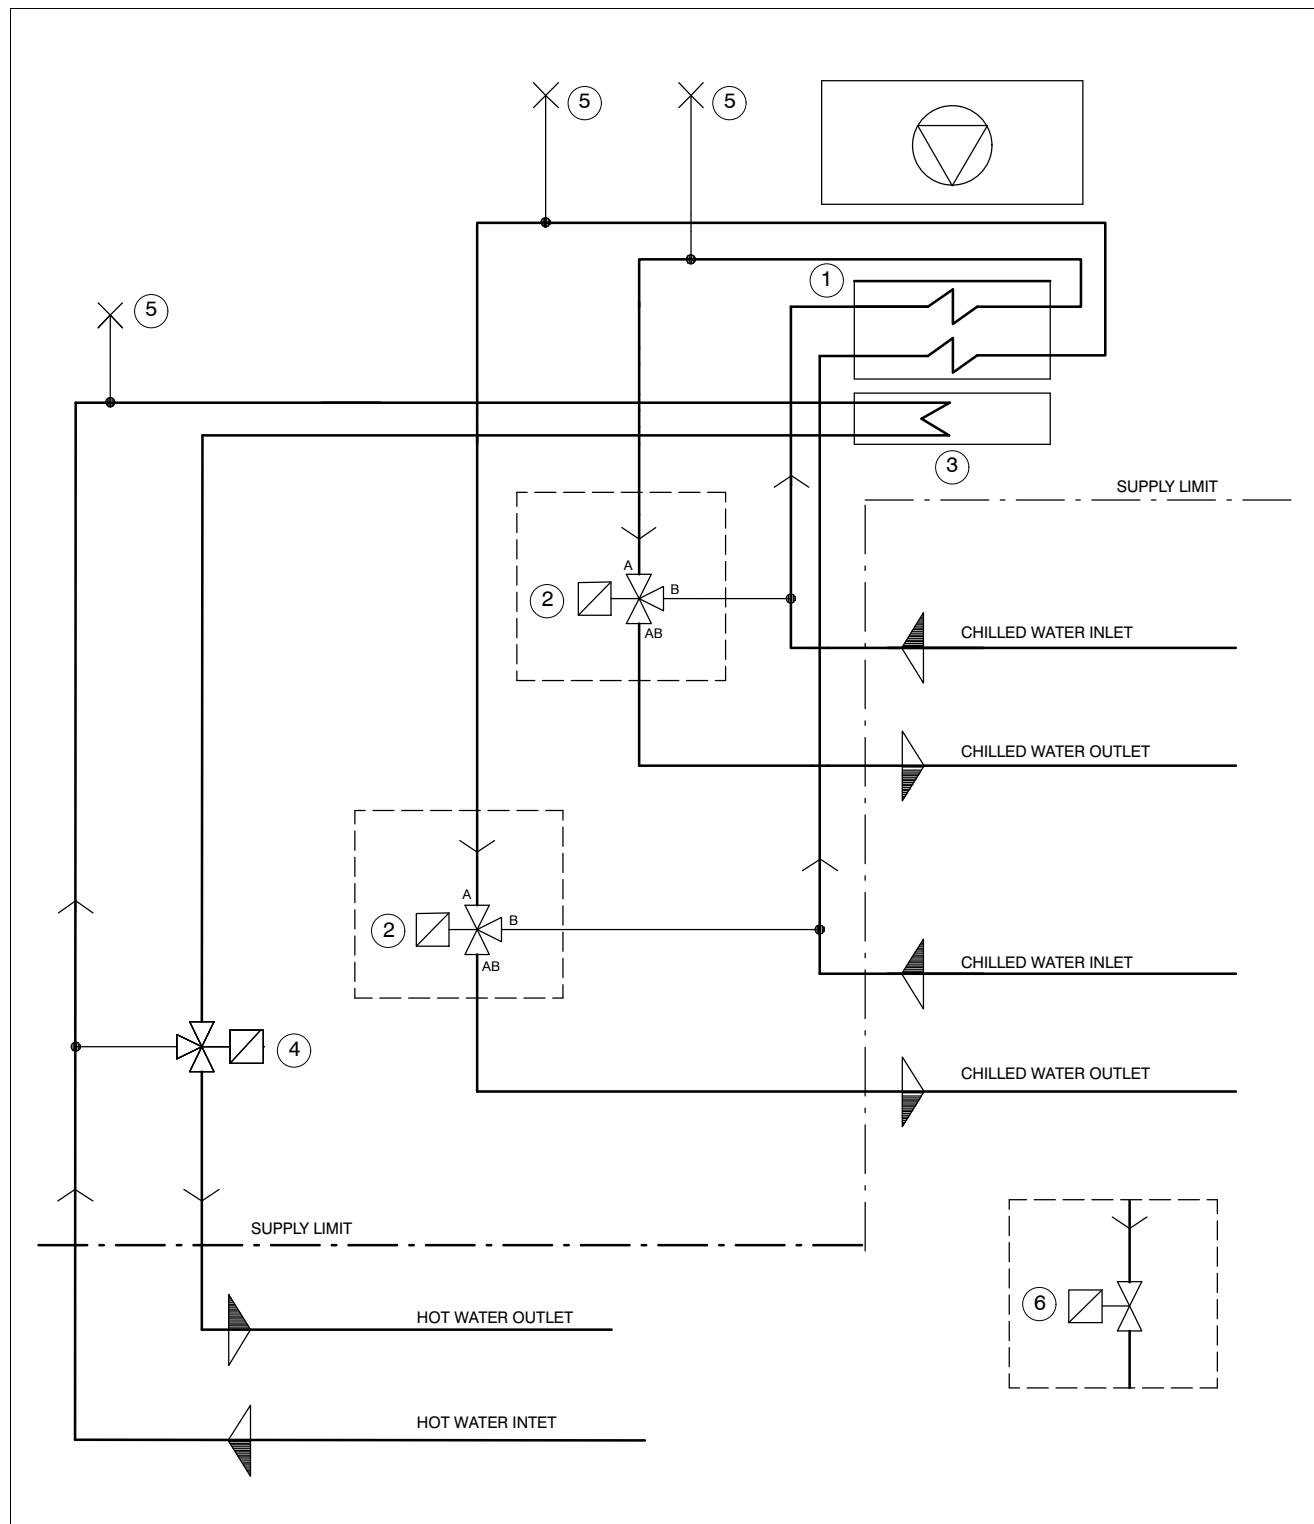 5
5
1
5
3
SUPPLY LIMIT
A
B
2
AB
CHILLED WATER INLET
CHILLED WATER OUTLET
A
B
2
AB
CHILLED WATER INLET
4
CHILLED WATER OUTLET
SUPPLY LIMIT
6
HOT WATER OUTLET
HOT WATER INTET